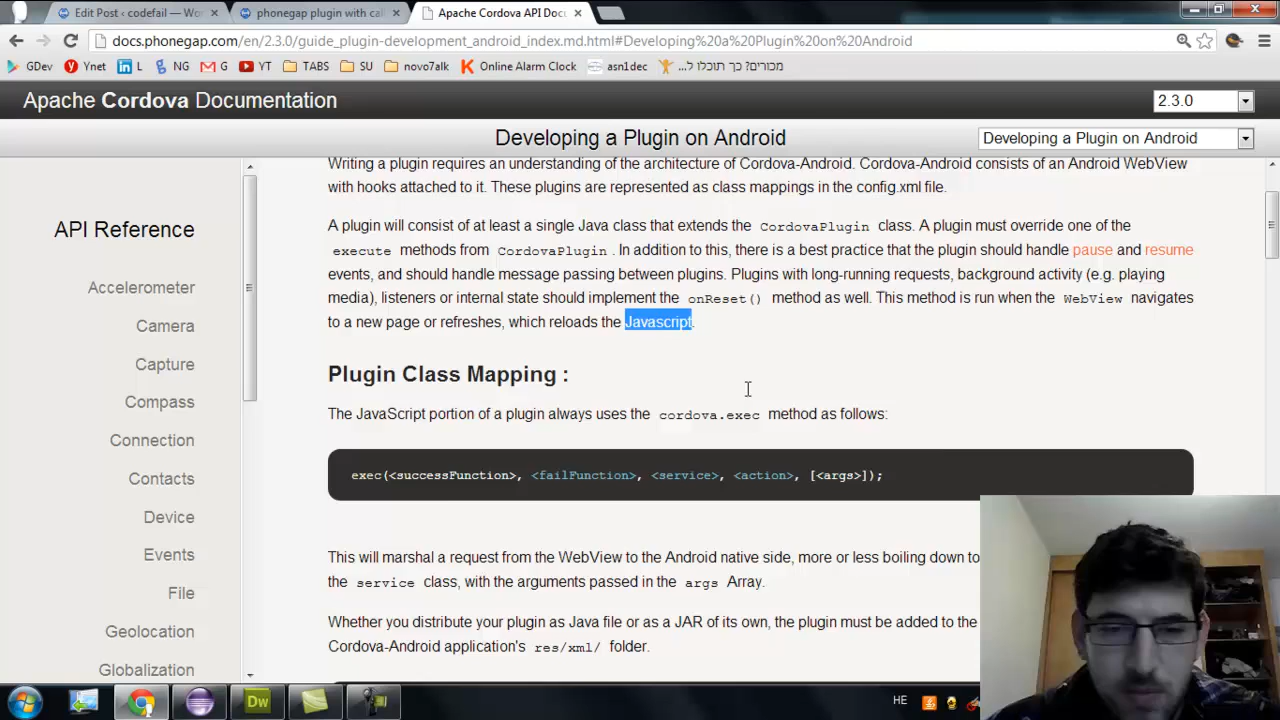 Edit Post ‹ codefail — Wor
phonegap plugin with cal
Apache Cordova API Docu
docs.phonegap.com/en/2.3.0/guide_plugin-development_android_index.md.html#Developing%20a%20Plugin%20on%20Android
GDev Ynet L NG G YT TABS SU novo7alk Online Alarm Clock asn1dec מכורים? כך תוכלו ל...
Apache Cordova Documentation
2.3.0
Developing a Plugin on Android
Developing a Plugin on Android
Writing a plugin requires an understanding of the architecture of Cordova-Android. Cordova-Android consists of an Android WebView
with hooks attached to it. These plugins are represented as class mappings in the config.xml file.
A plugin will consist of at least a single Java class that extends the CordovaPlugin class. A plugin must override one of the
execute methods from CordovaPlugin. In addition to this, there is a best practice that the plugin should handle pause and resume
events, and should handle message passing between plugins. Plugins with long-running requests, background activity (e.g. playing
media), listeners or internal state should implement the onReset() method as well. This method is run when the WebView navigates
to a new page or refreshes, which reloads the Javascript.
Plugin Class Mapping :
The JavaScript portion of a plugin always uses the cordova.exec method as follows:
exec(<successFunction>, <failFunction>, <service>, <action>, [<args>]);
This will marshal a request from the WebView to the Android native side, more or less boiling down to
the service class, with the arguments passed in the args Array.
Whether you distribute your plugin as Java file or as a JAR of its own, the plugin must be added to the
Cordova-Android application's res/xml/ folder.
API Reference
Accelerometer
Camera
Capture
Compass
Connection
Contacts
Device
Events
File
Geolocation
Globalization
Dw
HE